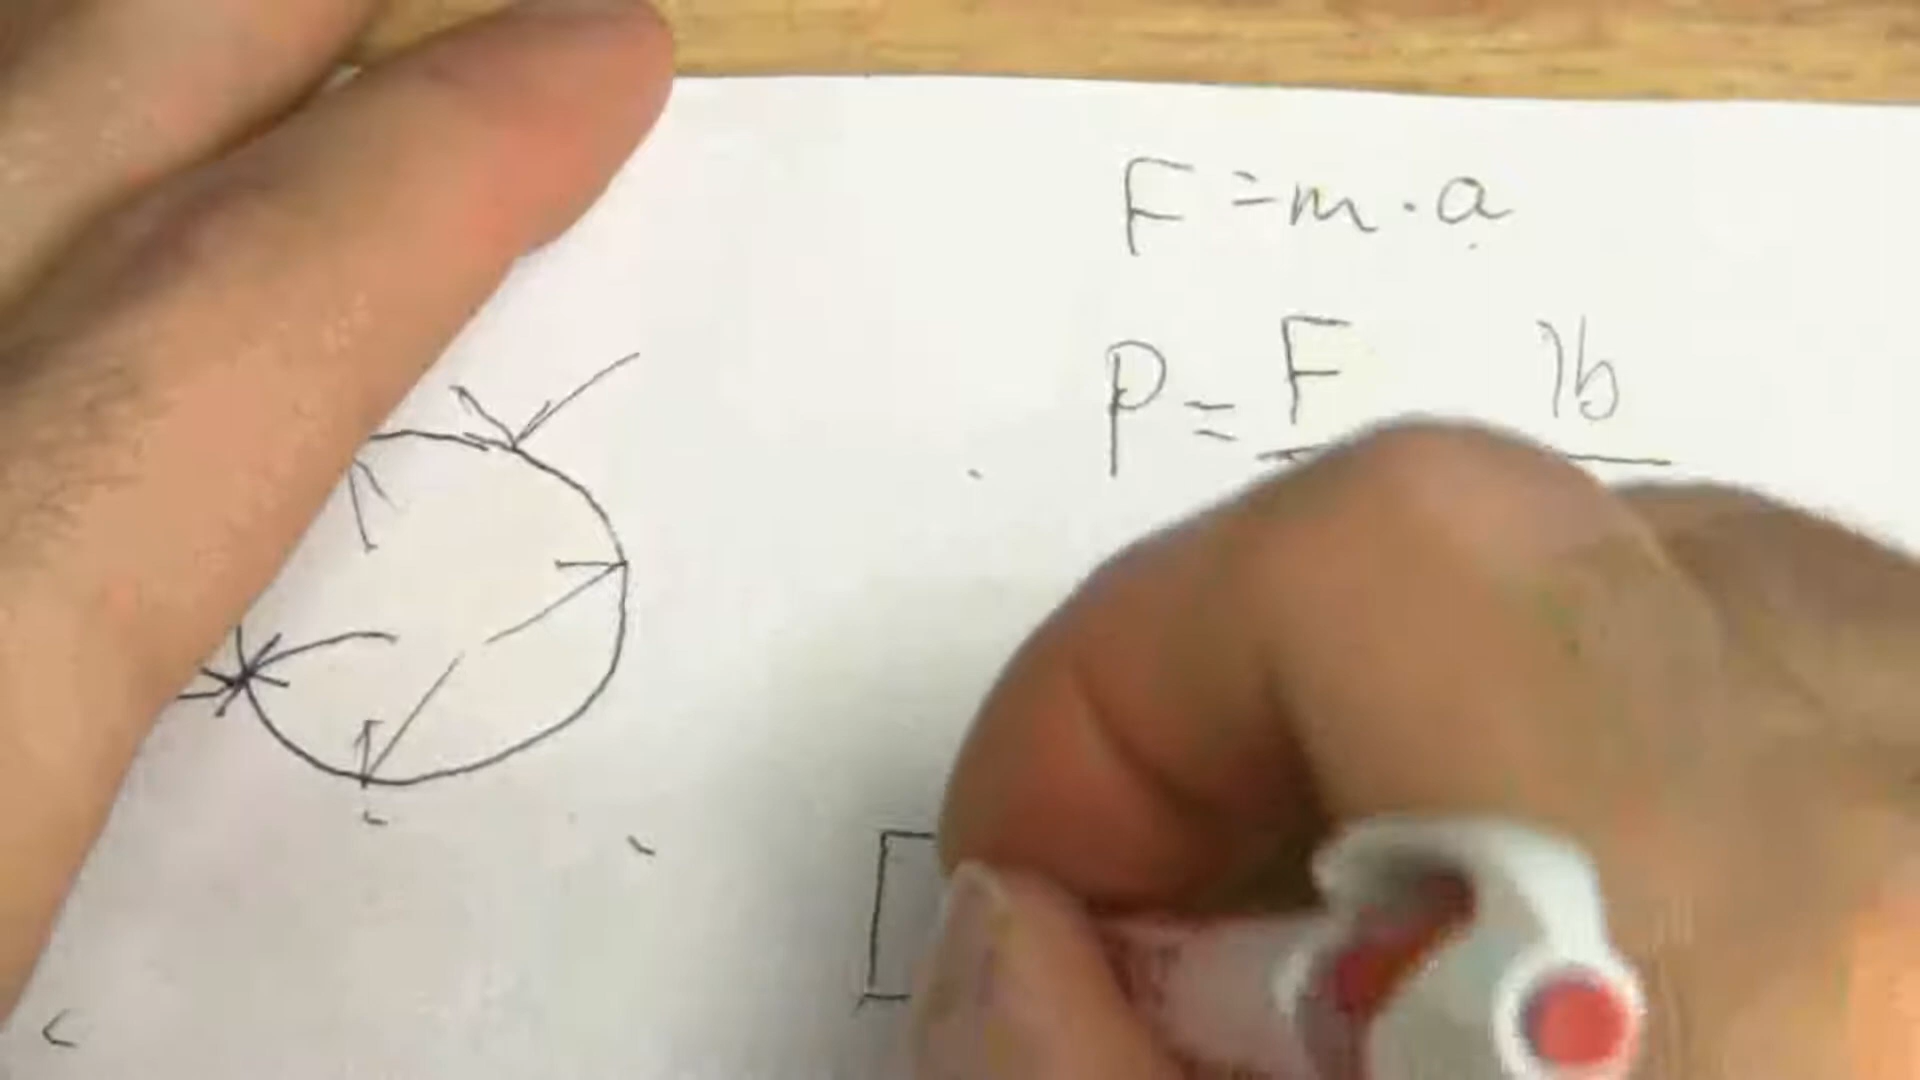 F = m · a
P = F lb